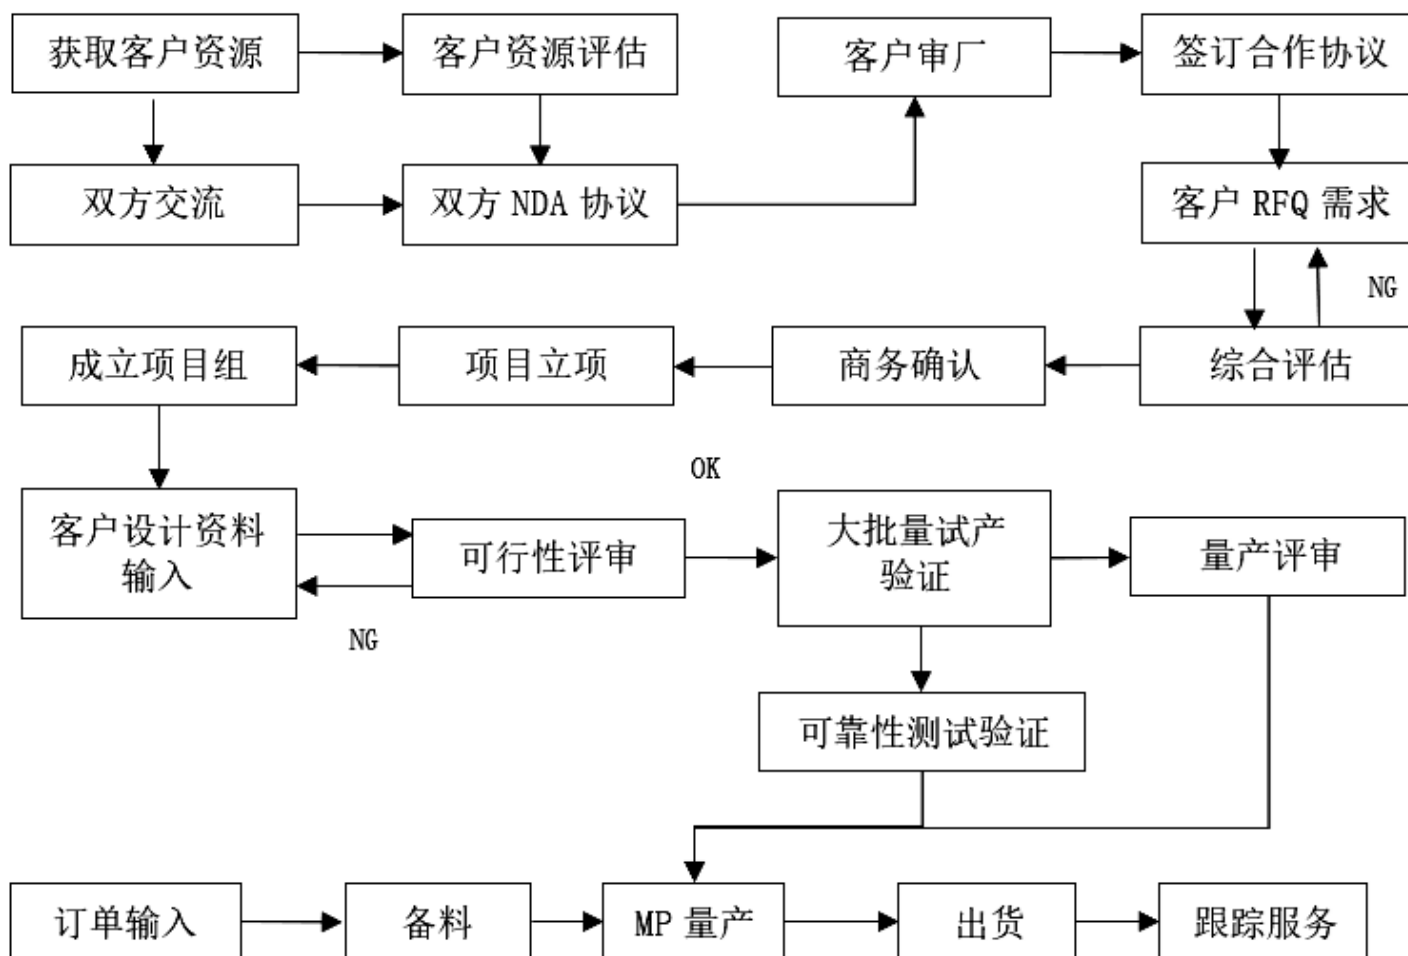 获取客户资源
客户资源评估
客户审厂
签订合作协议
双方交流
双方 NDA 协议
客户 RFQ 需求
NG
成立项目组
项目立项
商务确认
综合评估
OK
客户设计资料
输入
可行性评审
大批量试产
验证
量产评审
NG
可靠性测试验证
订单输入
备料
MP 量产
出货
跟踪服务